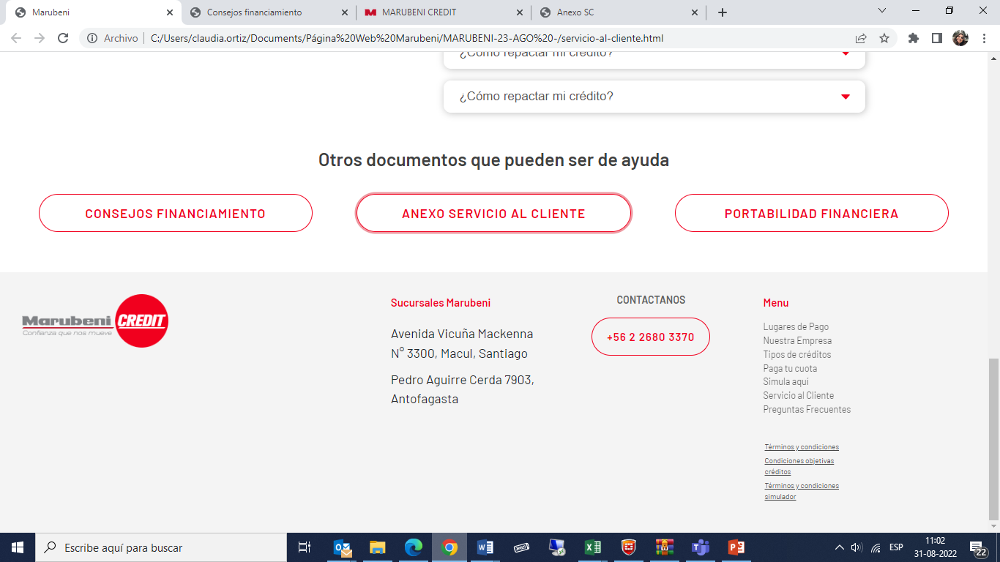 Marubeni
Consejos financiamiento
MARUBENI CREDIT
Anexo SC
Archivo
C:/Users/claudia.ortiz/Documents/Página%20Web%20Marubeni/MARUBENI-23-AGO%20-/servicio-al-cliente.html
¿Cómo repactar mi crédito?
¿Cómo repactar mi crédito?
Otros documentos que pueden ser de ayuda
CONSEJOS FINANCIAMIENTO
ANEXO SERVICIO AL CLIENTE
PORTABILIDAD FINANCIERA
Marubeni CREDIT
Confianza que nos mueve
Sucursales Marubeni
Avenida Vicuña Mackenna
N° 3300, Macul, Santiago
Pedro Aguirre Cerda 7903,
Antofagasta
CONTACTANOS
+56 2 2680 3370
Menu
Lugares de Pago
Nuestra Empresa
Tipos de créditos
Paga tu cuota
Simula aquí
Servicio al Cliente
Preguntas Frecuentes
Términos y condiciones
Condiciones objetivas
créditos
Términos y condiciones
simulador
Escribe aquí para buscar
ESP
11:02
31-08-2022
22